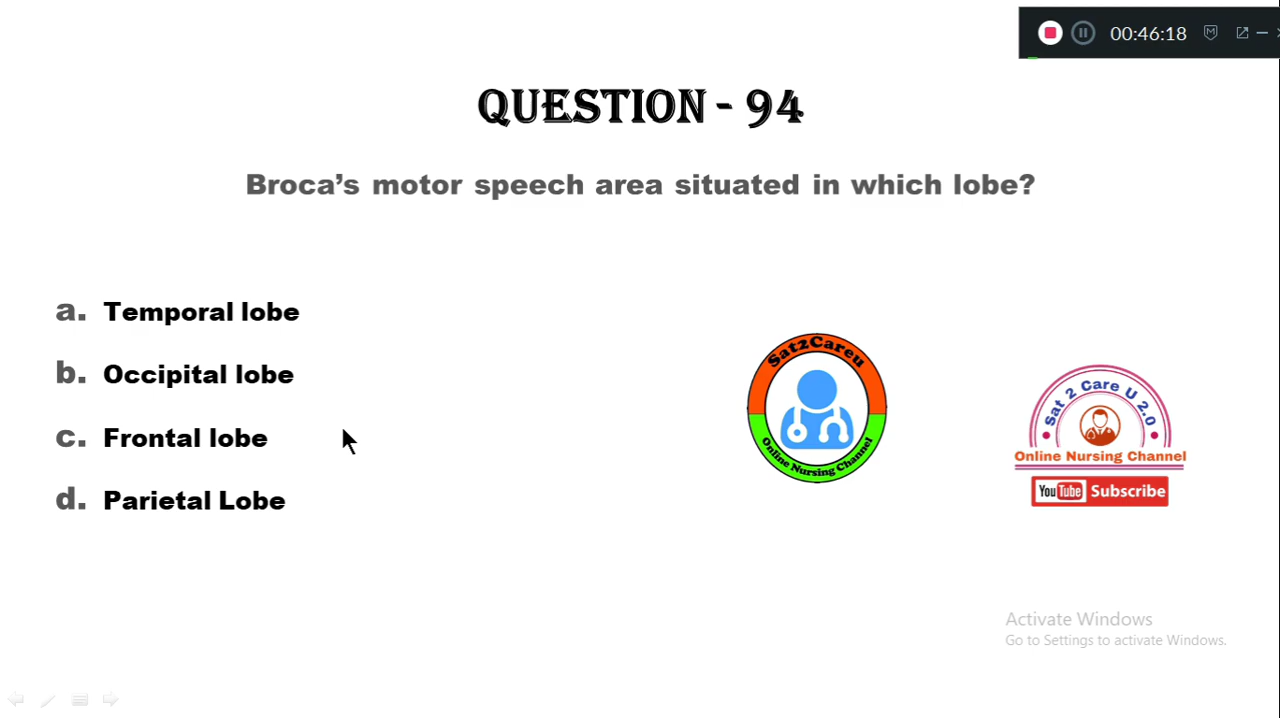 00:46:18
QUESTION - 94
Broca's motor speech area situated in which lobe?
a. Temporal lobe
b. Occipital lobe
c. Frontal lobe
d. Parietal Lobe
Sat2Careu
Online Nursing Channel
Sat 2 Care U 2.0
Online Nursing Channel
YouTube Subscribe
Activate Windows
Go to Settings to activate Windows.